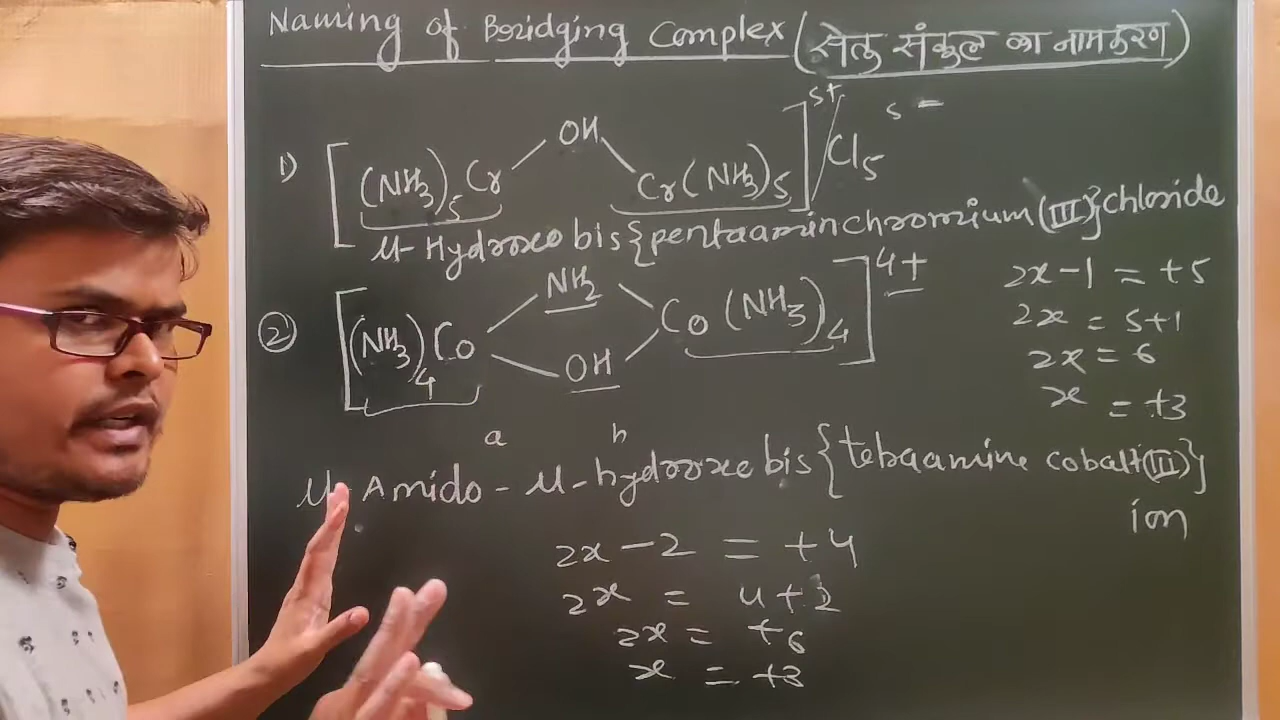 Naming of Bridging Complex (सेतु संकुल का नामकरण)
1) [(NH3)5Cr OH Cr(NH3)5]5+ Cl5 5-
μ-Hydroxo bis{pentaaminchromium(III)}chloride
2 [(NH3)4Co NH2 OH Co(NH3)4]4+
2x-1 = +5
2x = 5+1
2x = 6
x = +3
a h
μ-Amido-μ-hydroxo bis{tetraamine cobalt(III)}
ion
2x-2 = +4
2x = 4+2
2x = +6
x = +3